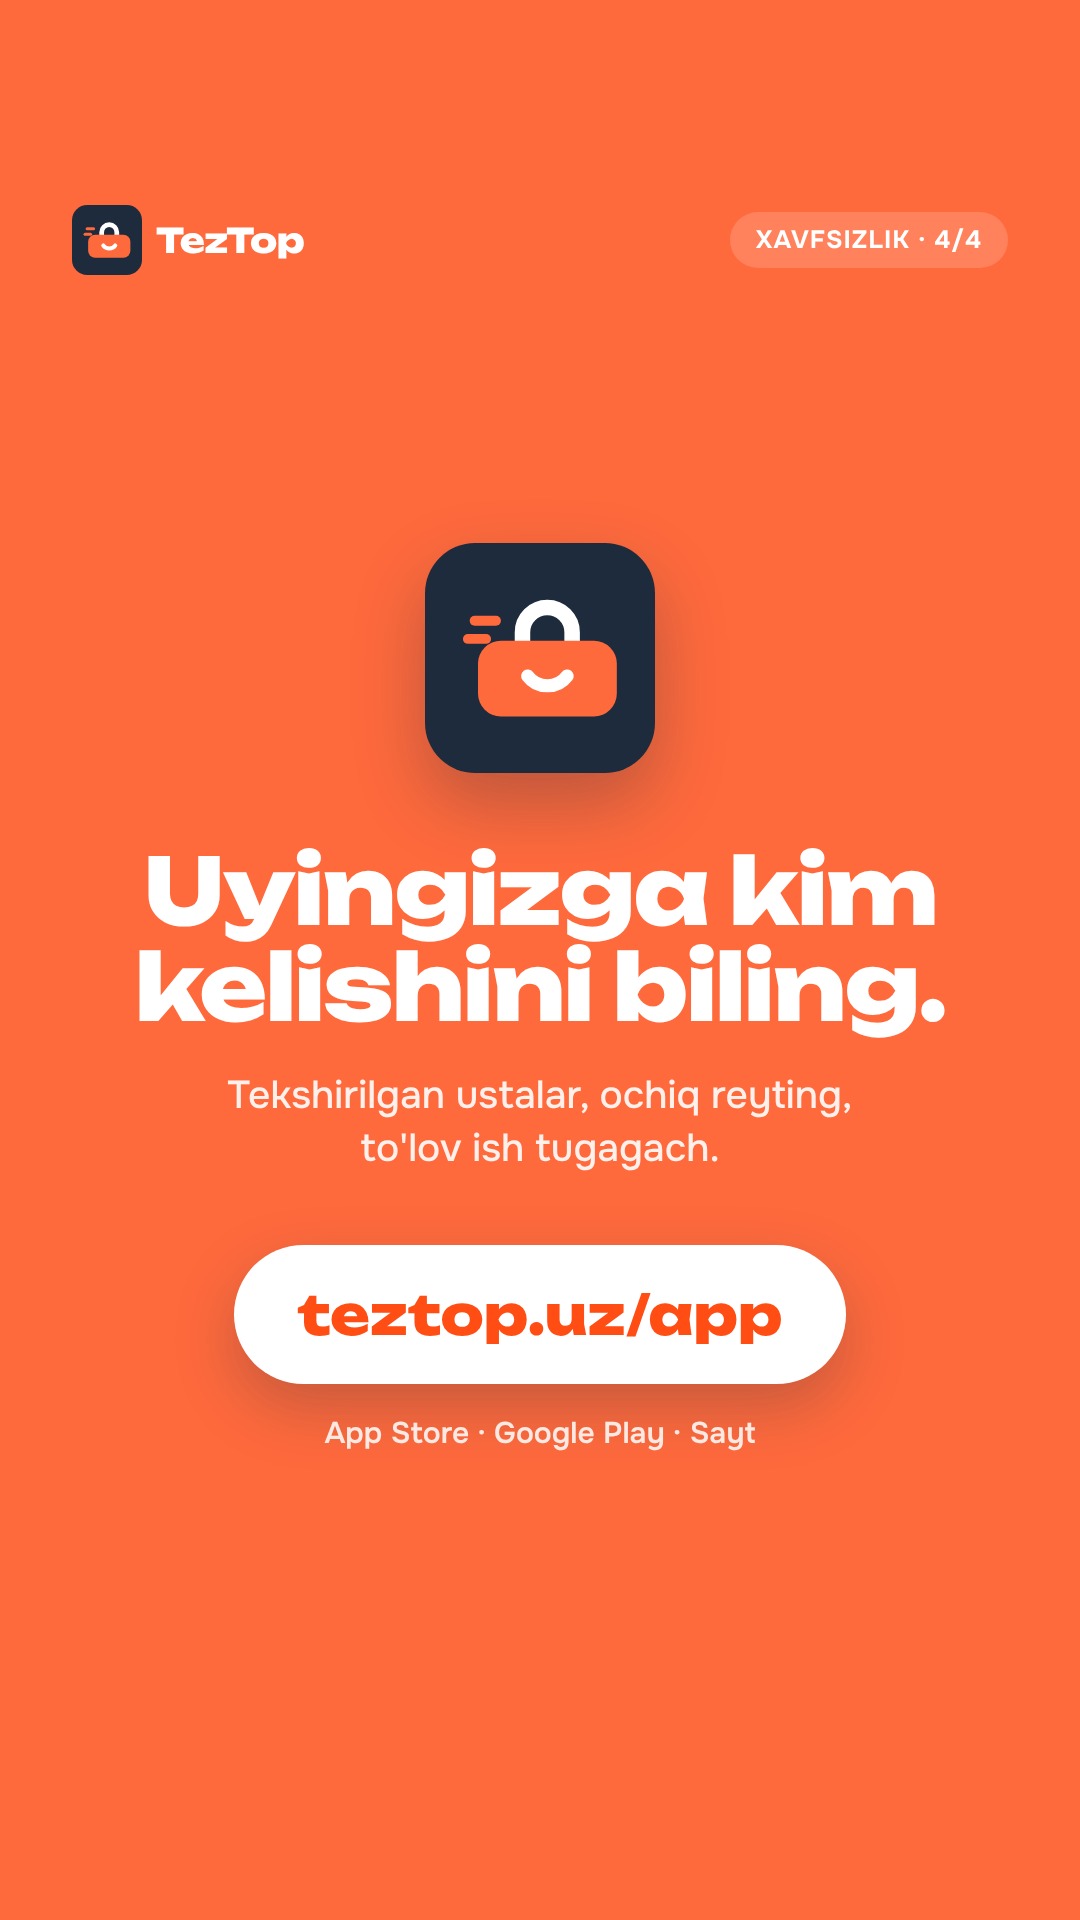 TezTop
XAVFSIZLIK · 4/4
Uyingizga kim
kelishini biling.
Tekshirilgan ustalar, ochiq reyting,
to'lov ish tugagach.
teztop.uz/app
App Store · Google Play · Sayt